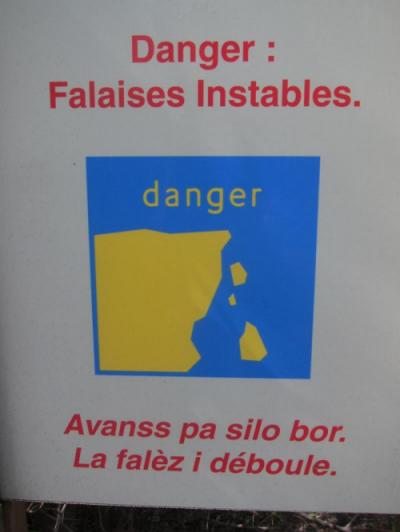 Danger :
Falaises Instables.
danger
Avanss pa silo bor.
La falèz i déboule.